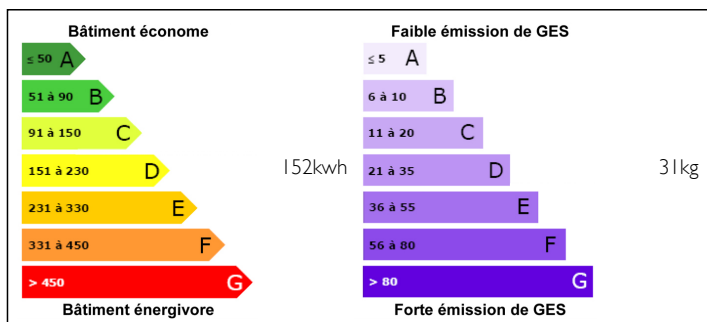 Bâtiment économe
≤ 50 A
51 à 90 B
91 à 150 C
151 à 230 D
231 à 330 E
331 à 450 F
> 450 G
Bâtiment énergivore
152kwh
Faible émission de GES
≤ 5 A
6 à 10 B
11 à 20 C
21 à 35 D
36 à 55 E
56 à 80 F
> 80 G
Forte émission de GES
31kg